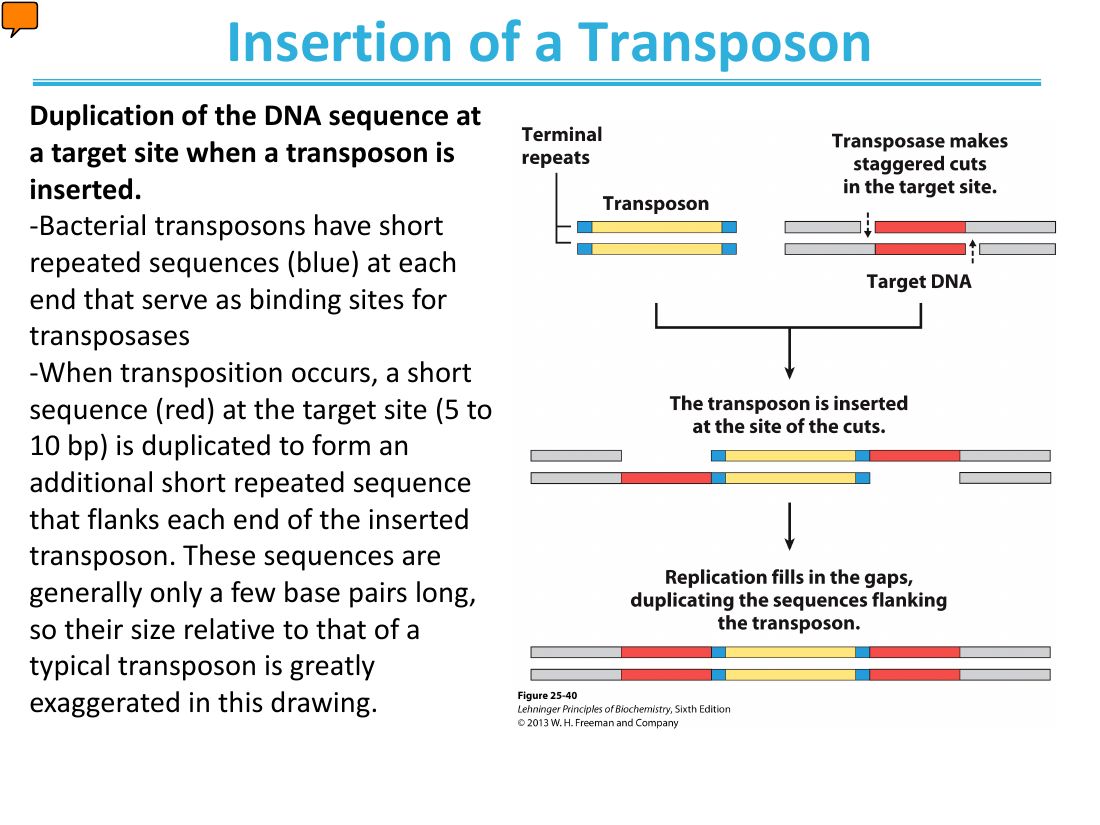 Insertion of a Transposon
Duplication of the DNA sequence at
a target site when a transposon is
inserted.
-Bacterial transposons have short
repeated sequences (blue) at each
end that serve as binding sites for
transposases
-When transposition occurs, a short
sequence (red) at the target site (5 to
10 bp) is duplicated to form an
additional short repeated sequence
that flanks each end of the inserted
transposon. These sequences are
generally only a few base pairs long,
so their size relative to that of a
typical transposon is greatly
exaggerated in this drawing.
Terminal
repeats
Transposon
Transposase makes
staggered cuts
in the target site.
Target DNA
The transposon is inserted
at the site of the cuts.
Replication fills in the gaps,
duplicating the sequences flanking
the transposon.
Figure 25-40
Lehninger Principles of Biochemistry, Sixth Edition
© 2013 W. H. Freeman and Company